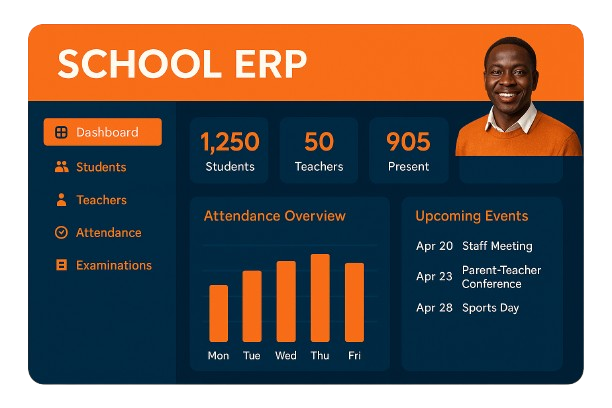 SCHOOL ERP
Dashboard
Students
Teachers
Attendance
Examinations
1,250
Students
50
Teachers
905
Present
Attendance Overview
Mon Tue Wed Thu Fri
Upcoming Events
Apr 20 Staff Meeting
Apr 23 Parent-Teacher
Conference
Apr 28 Sports Day